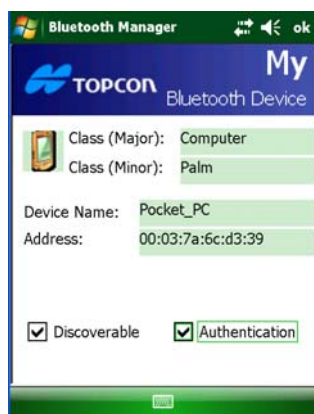 Bluetooth Manager ok
My
TOPCON
Bluetooth Device
Class (Major): Computer
Class (Minor): Palm
Device Name: Pocket_PC
Address: 00:03:7a:6c:d3:39
Discoverable Authentication